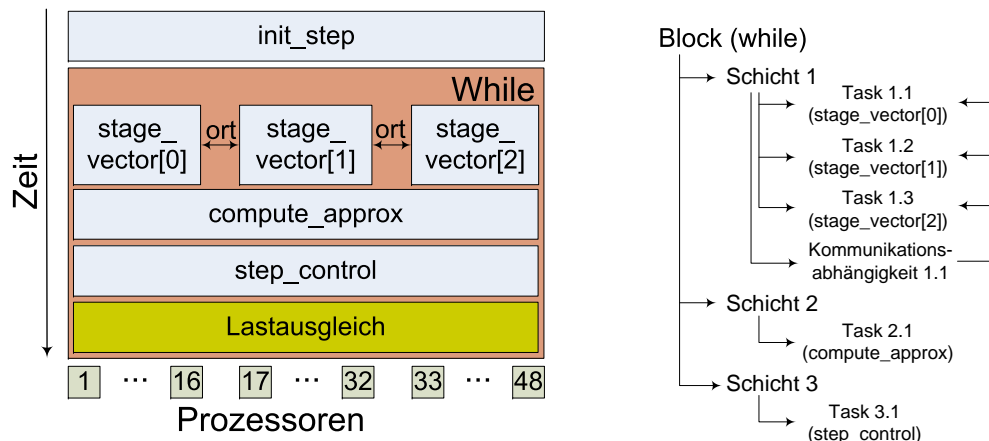 Zeit
init_step
While
stage_
vector[0]
ort
stage_
vector[1]
ort
stage_
vector[2]
compute_approx
step_control
Lastausgleich
1 ... 16 17 ... 32 33 ... 48
Prozessoren
Block (while)
Schicht 1
Task 1.1
(stage_vector[0])
Task 1.2
(stage_vector[1])
Task 1.3
(stage_vector[2])
Kommunikations-
abhängigkeit 1.1
Schicht 2
Task 2.1
(compute_approx)
Schicht 3
Task 3.1
(step_control)